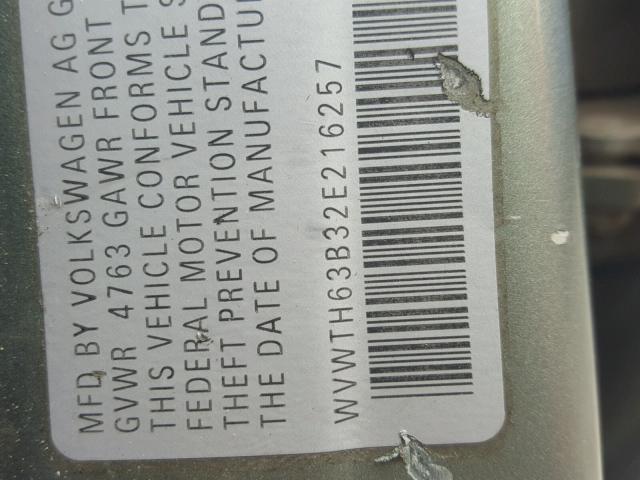 MFD BY VOLKSWAGEN AG G
GVWR 4763 GAWR FRONT
THIS VEHICLE CONFORMS T
FEDERAL MOTOR VEHICLE S
THEFT PREVENTION STAND
THE DATE OF MANUFACTUR
WVWTH63B32E216257